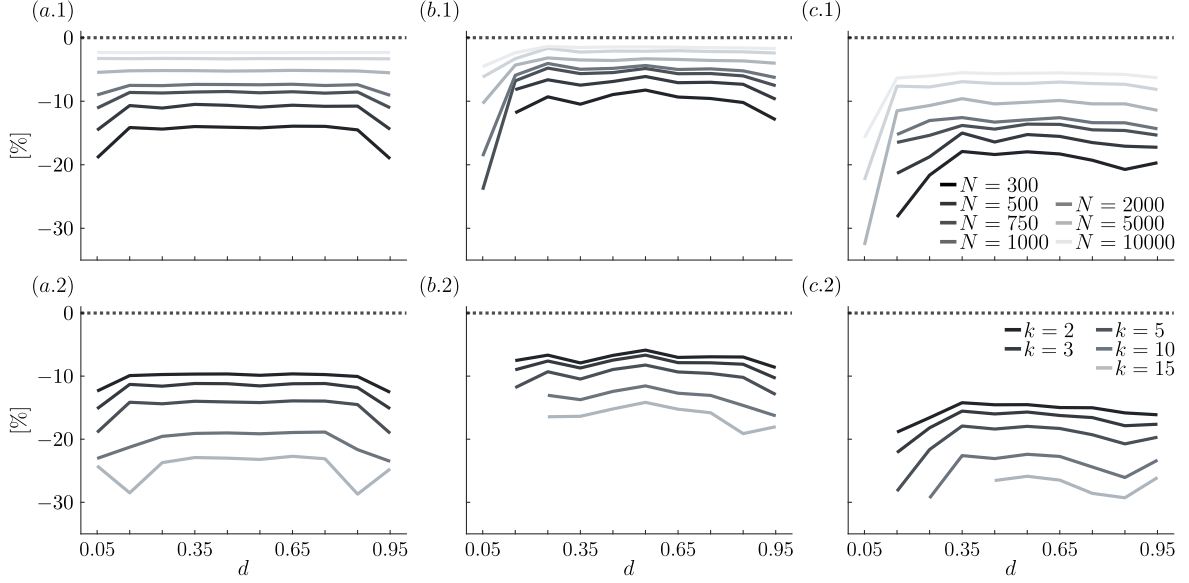 (a.1) (b.1) (c.1)
0
−10
−20
−30
[%]
N = 300
N = 500 N = 2000
N = 750 N = 5000
N = 1000 N = 10000
(a.2) (b.2) (c.2)
0
−10
−20
−30
[%]
k = 2 k = 5
k = 3 k = 10
k = 15
0.05 0.35 0.65 0.95 0.05 0.35 0.65 0.95 0.05 0.35 0.65 0.95
d d d